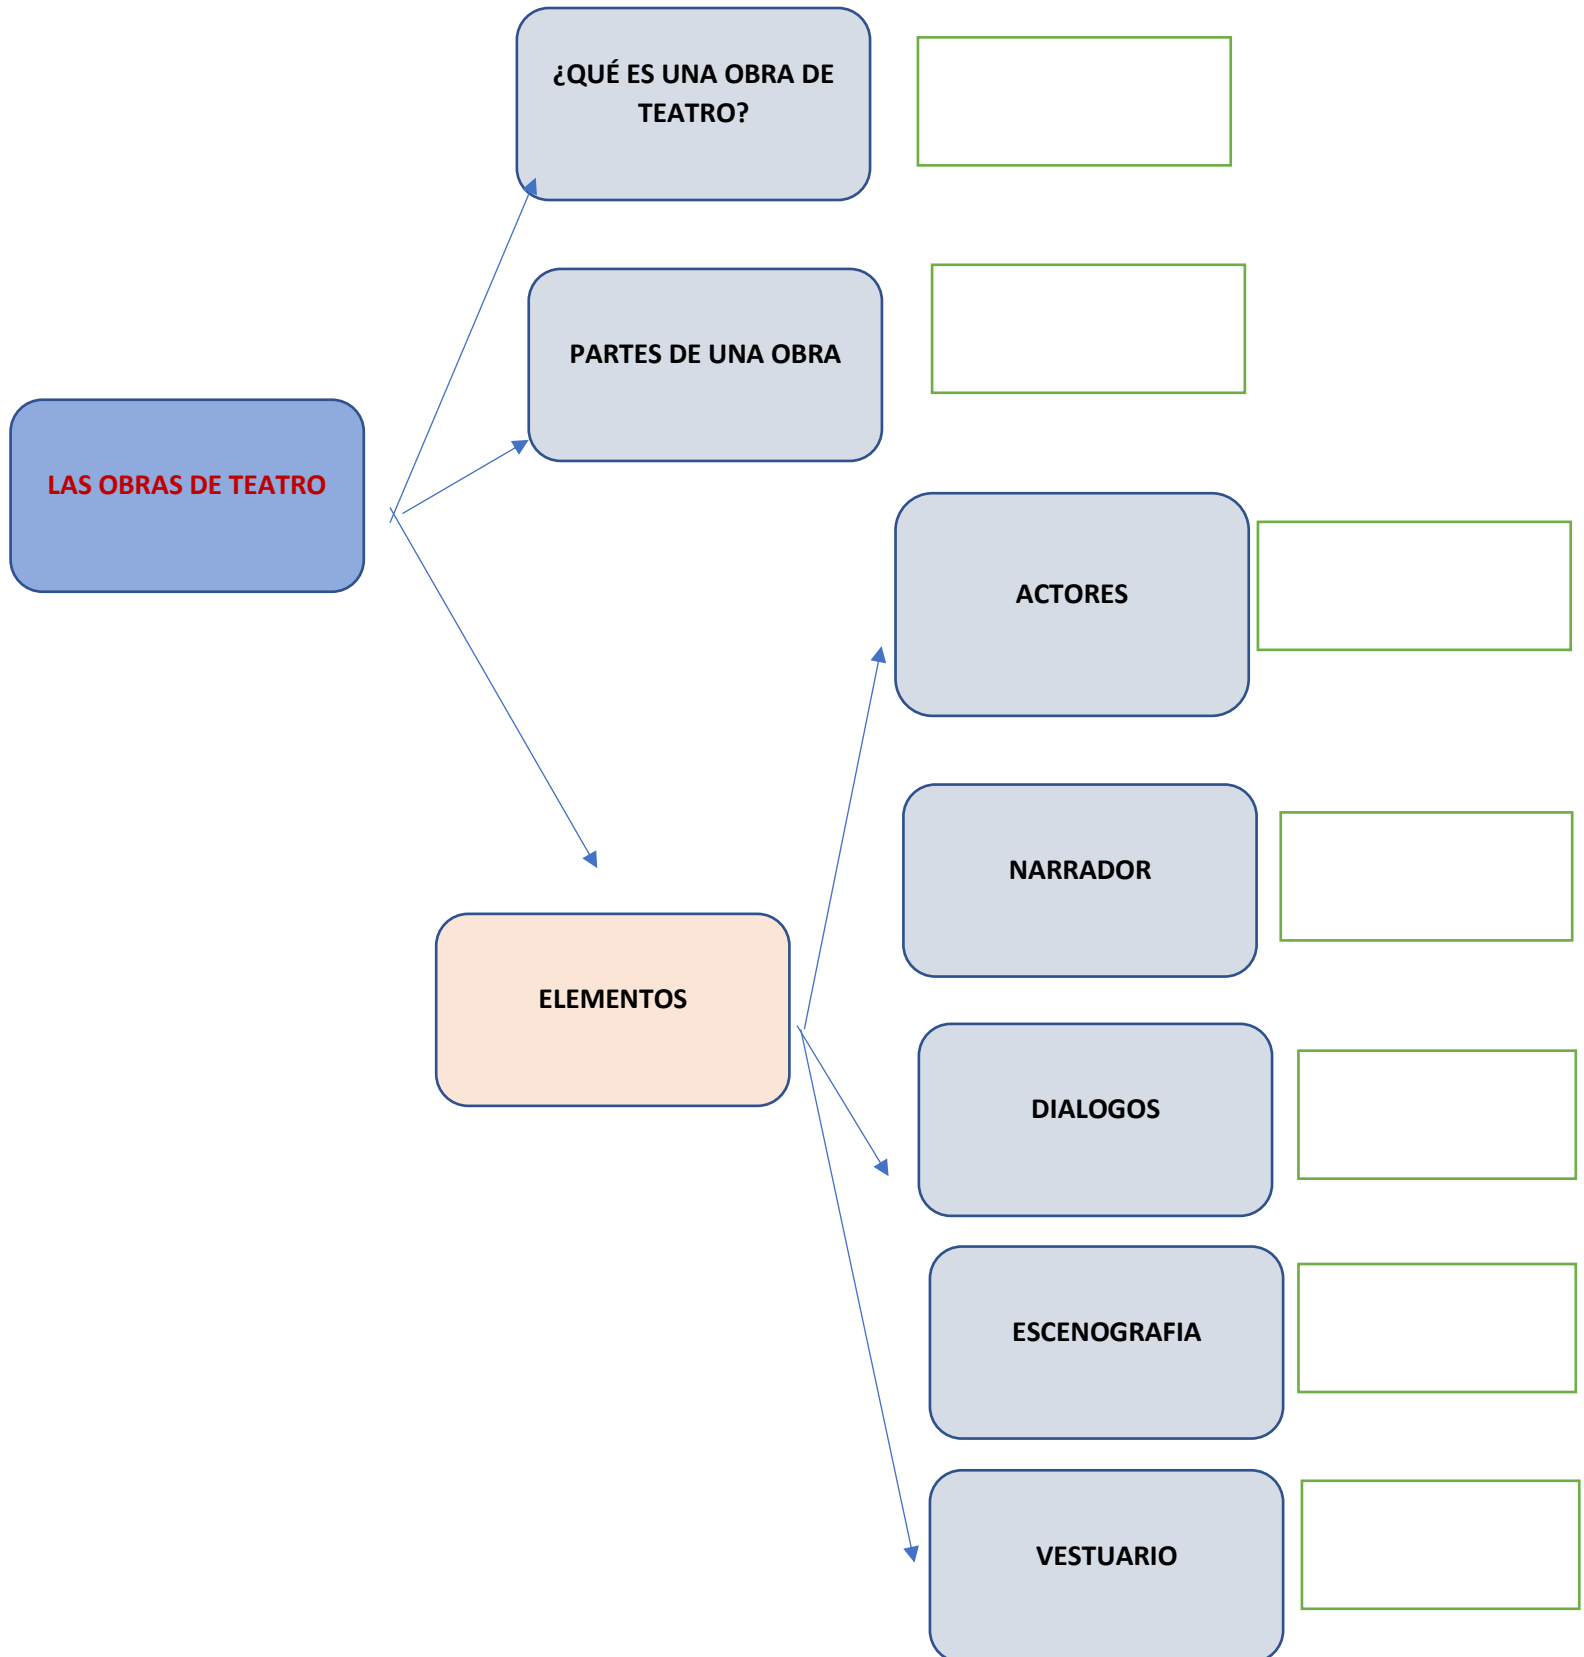 ¿QUÉ ES UNA OBRA DE
TEATRO?
PARTES DE UNA OBRA
LAS OBRAS DE TEATRO
ACTORES
NARRADOR
ELEMENTOS
DIALOGOS
ESCENOGRAFIA
VESTUARIO